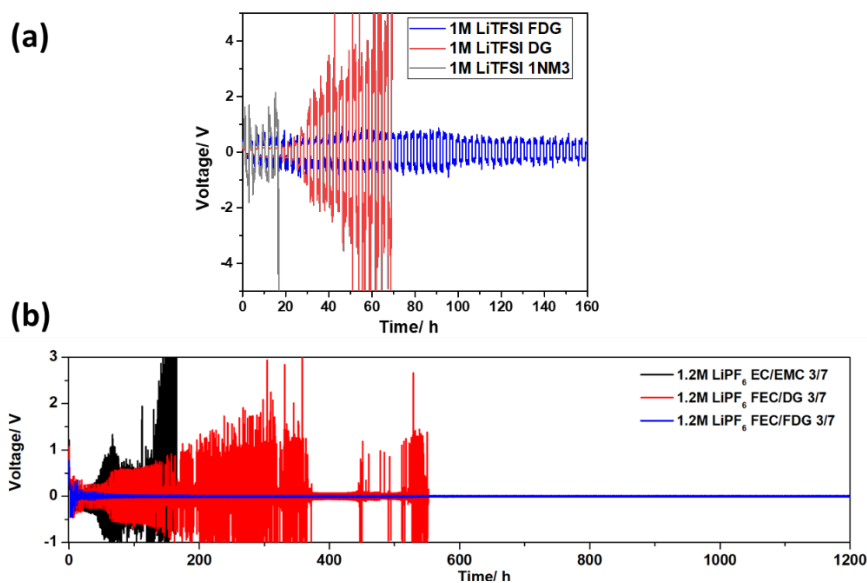 (a)
1M LiTFSI FDG
1M LiTFSI DG
1M LiTFSI 1NM3
4
2
0
-2
-4
Voltage/ V
0 20 40 60 80 100 120 140 160
Time/ h
(b)
1.2M LiPF₆ EC/EMC 3/7
1.2M LiPF₆ FEC/DG 3/7
1.2M LiPF₆ FEC/FDG 3/7
3
2
1
0
-1
Voltage/ V
0 200 400 600 800 1000 1200
Time/ h